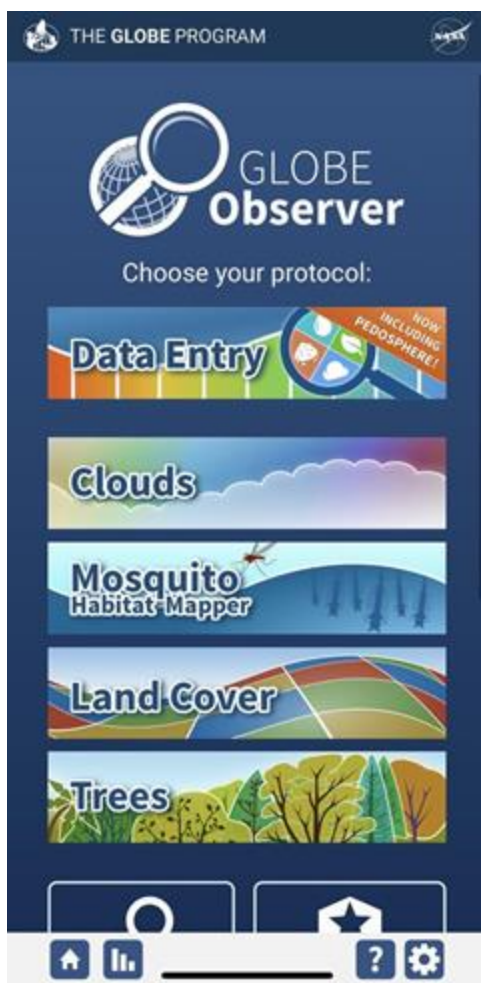 THE GLOBE PROGRAM
NASA
GLOBE
Observer
Choose your protocol:
Data Entry
NOW
INCLUDING
PEDOSPHERE!
Clouds
Mosquito
Habitat Mapper
Land Cover
Trees
?